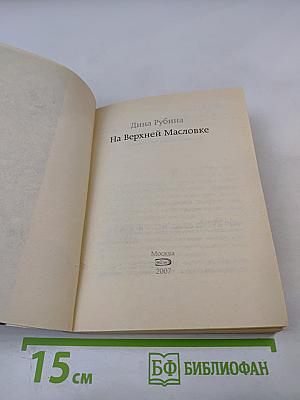 Дина Рубина
На Верхней Масловке
Москва
2007
15 см
БФ БИБЛИОФАН